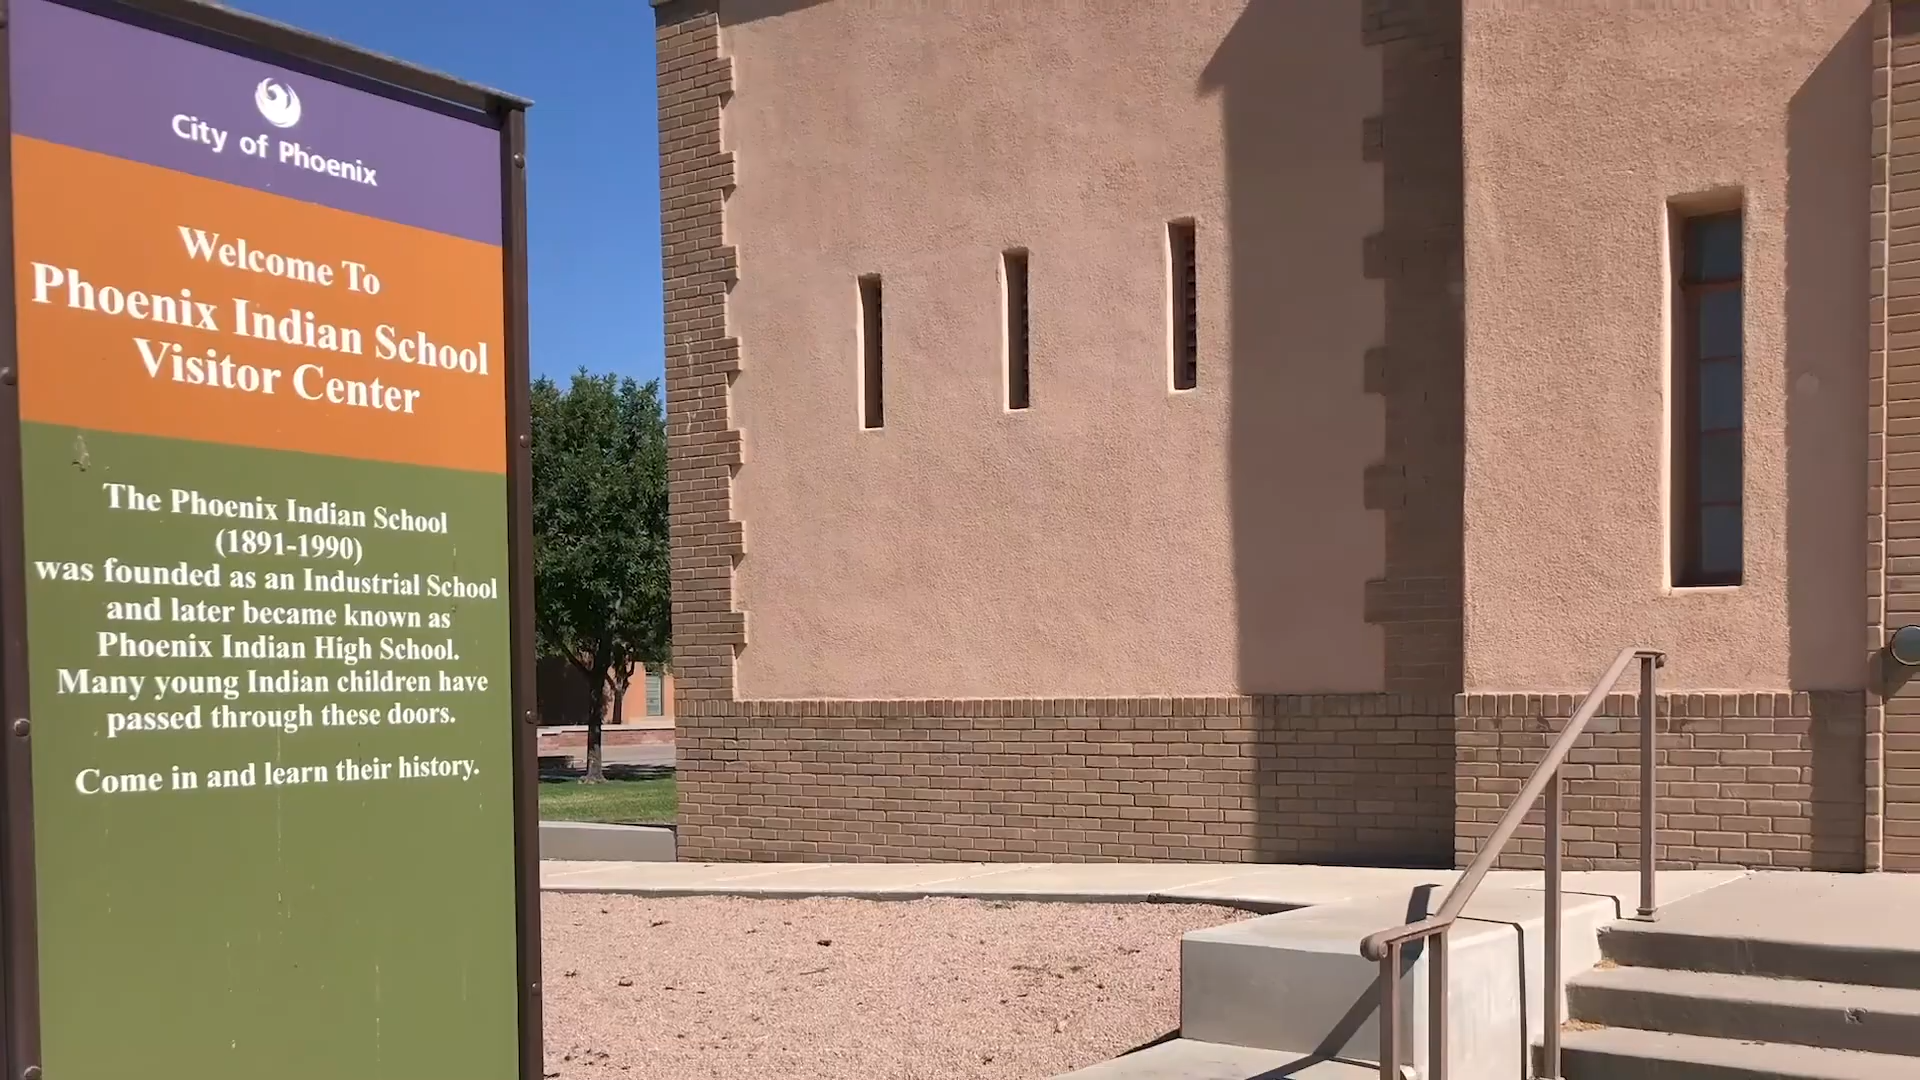 City of Phoenix
Welcome To
Phoenix Indian School
Visitor Center
The Phoenix Indian School
(1891-1990)
was founded as an Industrial School
and later became known as
Phoenix Indian High School.
Many young Indian children have
passed through these doors.
Come in and learn their history.